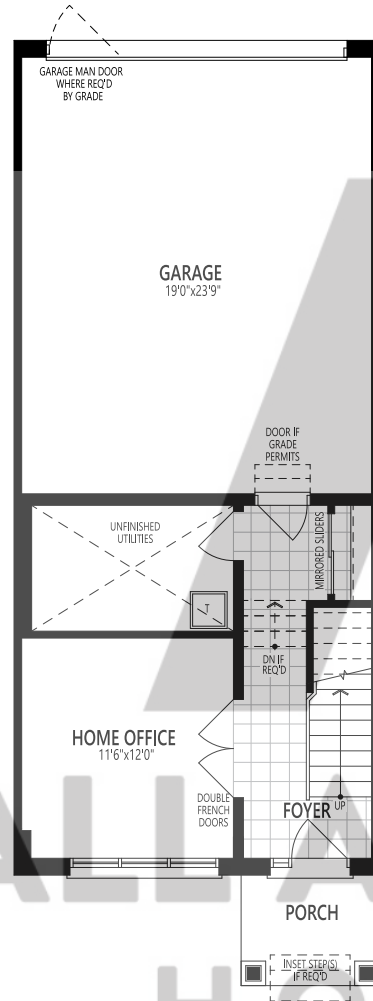 GARAGE MAN DOOR
WHERE REQ'D
BY GRADE
GARAGE
19'0"x23'9"
DOOR IF
GRADE
PERMITS
UNFINISHED
UTILITIES
MIRRORED SLIDERS
T
DN IF
REQ'D
HOME OFFICE
11'6"x12'0"
DOUBLE
FRENCH
DOORS
FOYER
UP
PORCH
INSET STEP(S)
IF REQ'D
ALL A